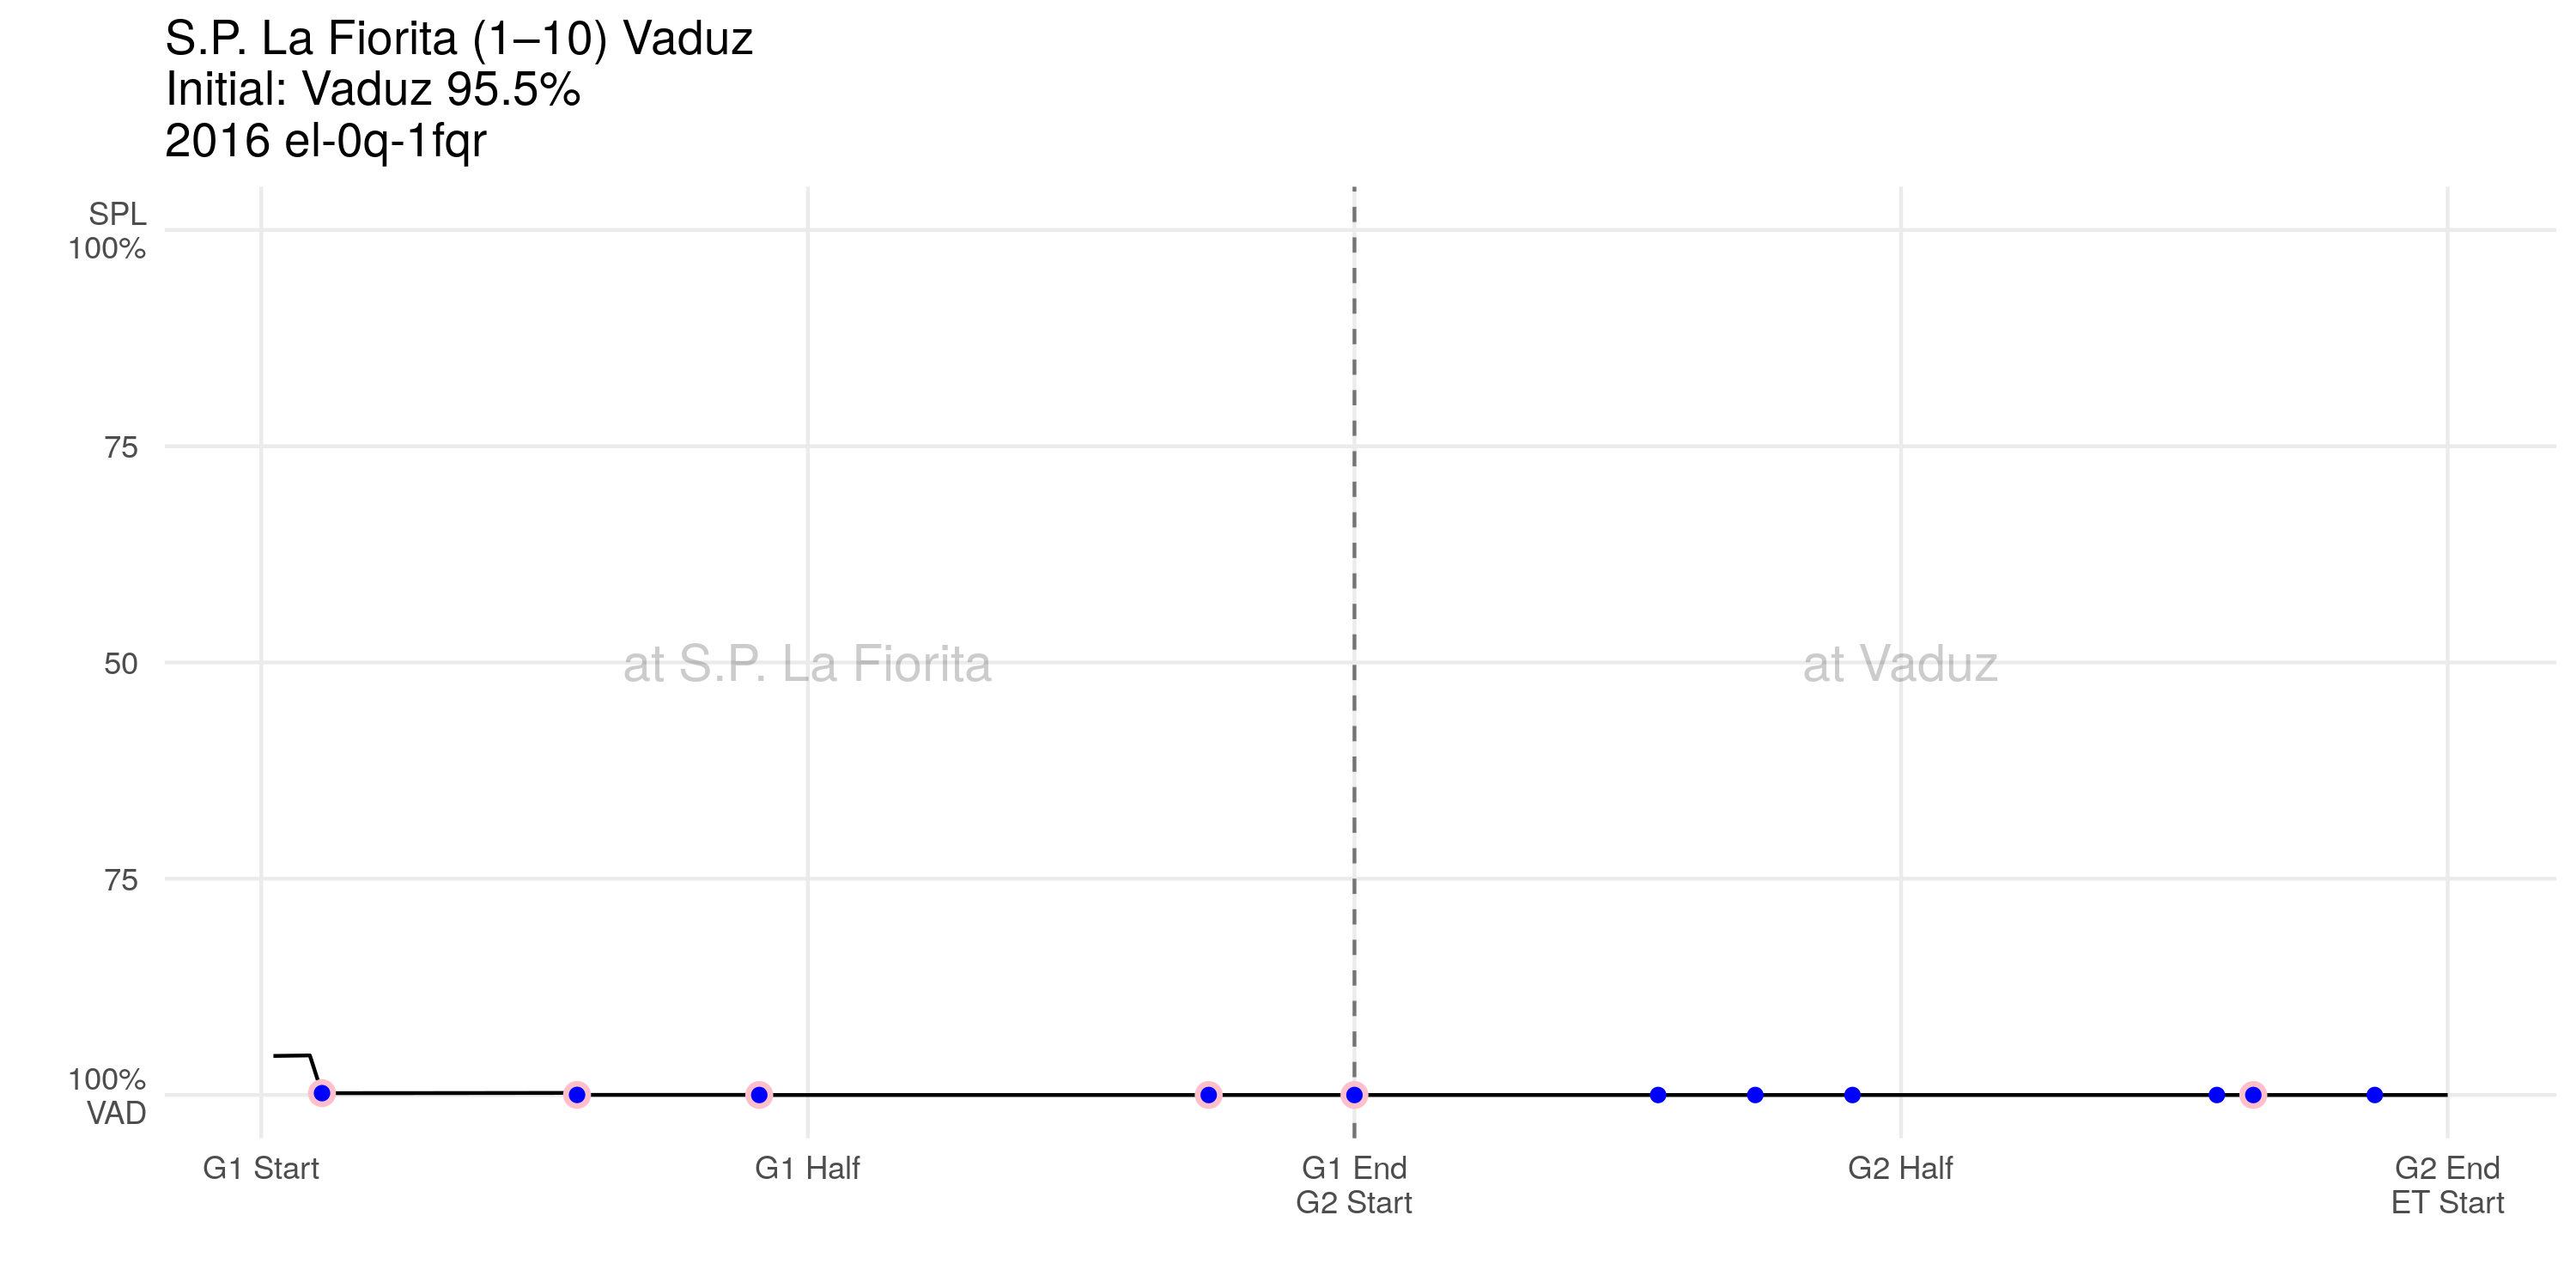 S.P. La Fiorita (1–10) Vaduz
Initial: Vaduz 95.5%
2016 el-0q-1fqr
SPL
100%
75
50
75
100%
VAD
at S.P. La Fiorita
at Vaduz
G1 Start
G1 Half
G1 End
G2 Start
G2 Half
G2 End
ET Start